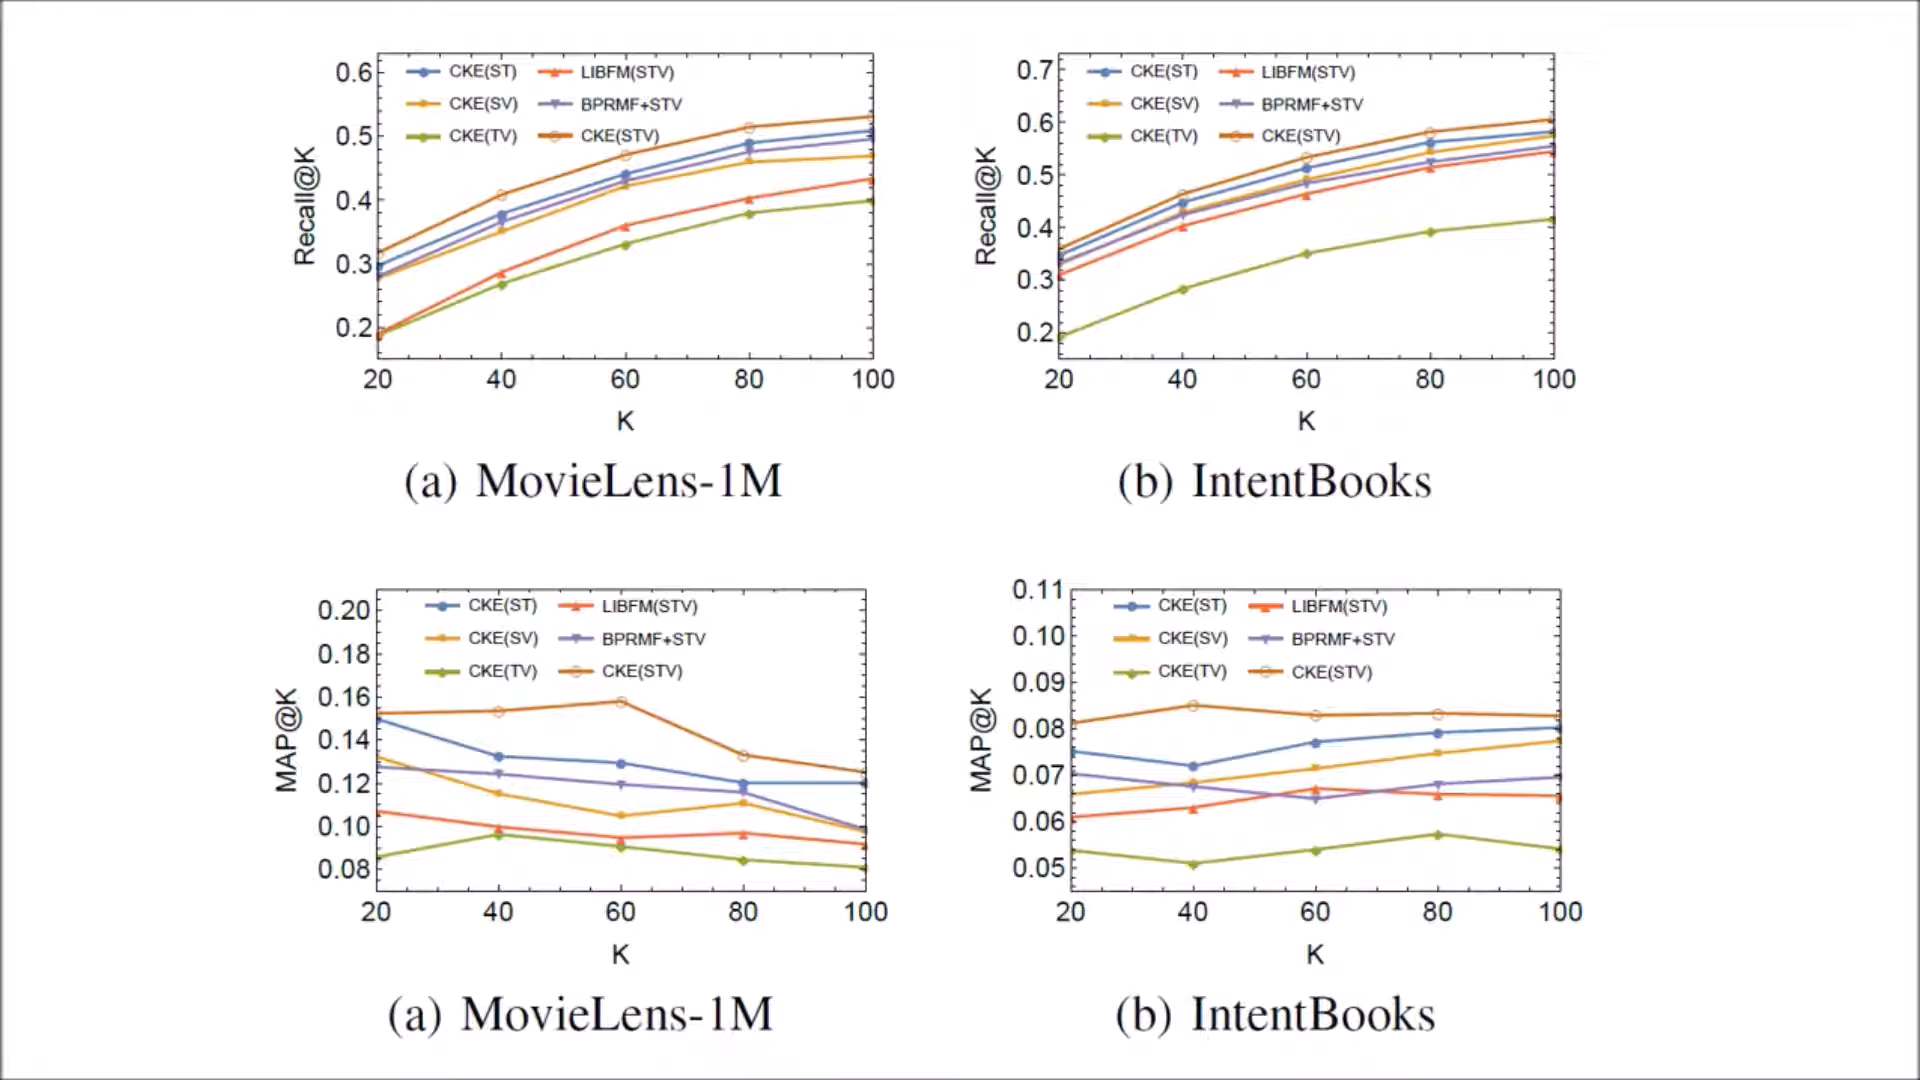 0.6
0.5
0.4
0.3
0.2
Recall@K
CKE(ST) LIBFM(STV)
CKE(SV) BPRMF+STV
CKE(TV) CKE(STV)
20 40 60 80 100
K
(a) MovieLens-1M
0.7
0.6
0.5
0.4
0.3
0.2
Recall@K
CKE(ST) LIBFM(STV)
CKE(SV) BPRMF+STV
CKE(TV) CKE(STV)
20 40 60 80 100
K
(b) IntentBooks
0.20
0.18
0.16
0.14
0.12
0.10
0.08
MAP@K
CKE(ST) LIBFM(STV)
CKE(SV) BPRMF+STV
CKE(TV) CKE(STV)
20 40 60 80 100
K
(a) MovieLens-1M
0.11
0.10
0.09
0.08
0.07
0.06
0.05
MAP@K
CKE(ST) LIBFM(STV)
CKE(SV) BPRMF+STV
CKE(TV) CKE(STV)
20 40 60 80 100
K
(b) IntentBooks